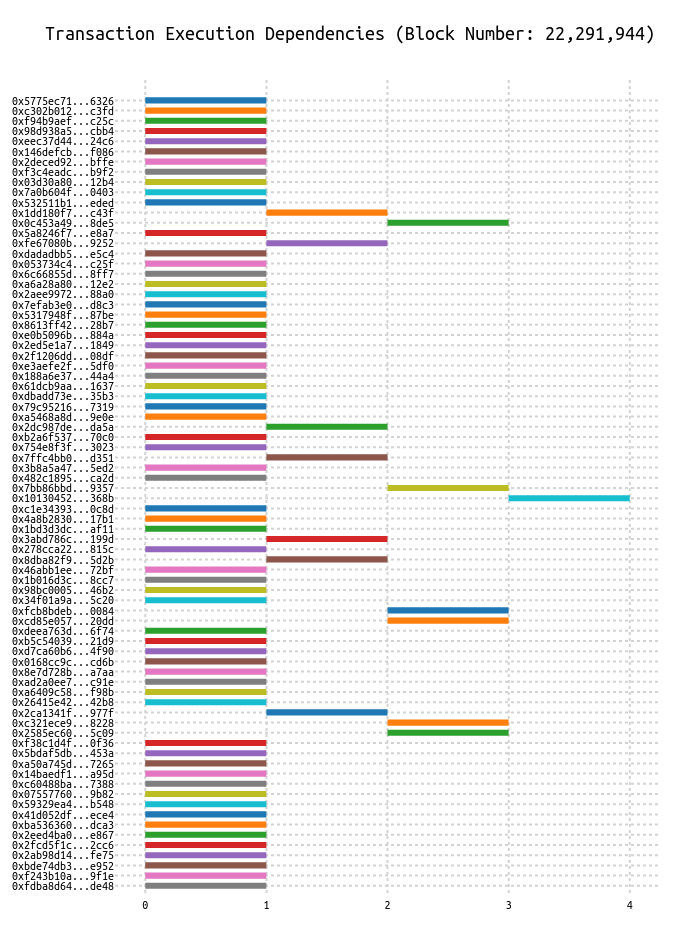 Transaction Execution Dependencies (Block Number: 22,291,944)
0x5775ec71...6326
0xc302b012...c3fd
0xf94b9aef...c25c
0x98d938a5...cbb4
0xeec37d44...24c6
0x146defcb...f086
0x2deced92...bffe
0xf3c4eadc...b9f2
0x03d30a80...12b4
0x7a0b604f...0403
0x532511b1...eded
0x1dd180f7...c43f
0x0c453a49...8de5
0x5a8246f7...e8a7
0xfe67080b...9252
0xdadadbb5...e5c4
0x053734c4...c25f
0x6c66855d...8ff7
0xa6a28a80...12e2
0x2aee9972...88a0
0x7efab3e0...d8c3
0x5317948f...87be
0x8613ff42...28b7
0xe0b5096b...884a
0x2ed5e1a7...1849
0x2f1206dd...08df
0xe3aefe2f...5df0
0x188a6e37...44a4
0x61dcb9aa...1637
0xdbadd73e...35b3
0x79c95216...7319
0xa5468a8d...9e0e
0x2dc987de...da5a
0xb2a6f537...70c0
0x754e8f3f...3023
0x7ffc4bb0...d351
0x3b8a5a47...5ed2
0x482c1895...ca2d
0x7bb86bbd...9357
0x10130452...368b
0xc1e34393...0c8d
0x4a8b2830...17b1
0x1bd3d3dc...af11
0x3abd786c...199d
0x278cca22...815c
0x8dba82f9...5d2b
0x46abb1ee...72bf
0x1b016d3c...8cc7
0x98bc0005...46b2
0x34f01a9a...5c20
0xfcb8bdeb...0084
0xcd85e057...20dd
0xdeea763d...6f74
0xb5c54039...21d9
0xd7ca60b6...4f90
0x0168cc9c...cd6b
0x8e7d728b...a7aa
0xad2a0ee7...c91e
0xa6409c58...f98b
0x26415e42...42b8
0x2ca1341f...977f
0xc321ece9...8228
0x2585ec60...5c09
0xf38c1d4f...0f36
0x5bdaf5db...453a
0xa50a745d...7265
0x14baedf1...a95d
0xc60488ba...7388
0x07557760...9b82
0x59329ea4...b548
0x41d052df...ece4
0xba536360...dca3
0x2eed4ba0...e867
0x2fcd5f1c...2cc6
0x2ab98d14...fe75
0xbde74db3...e952
0xf243b10a...9f1e
0xfdba8d64...de48
0 1 2 3 4